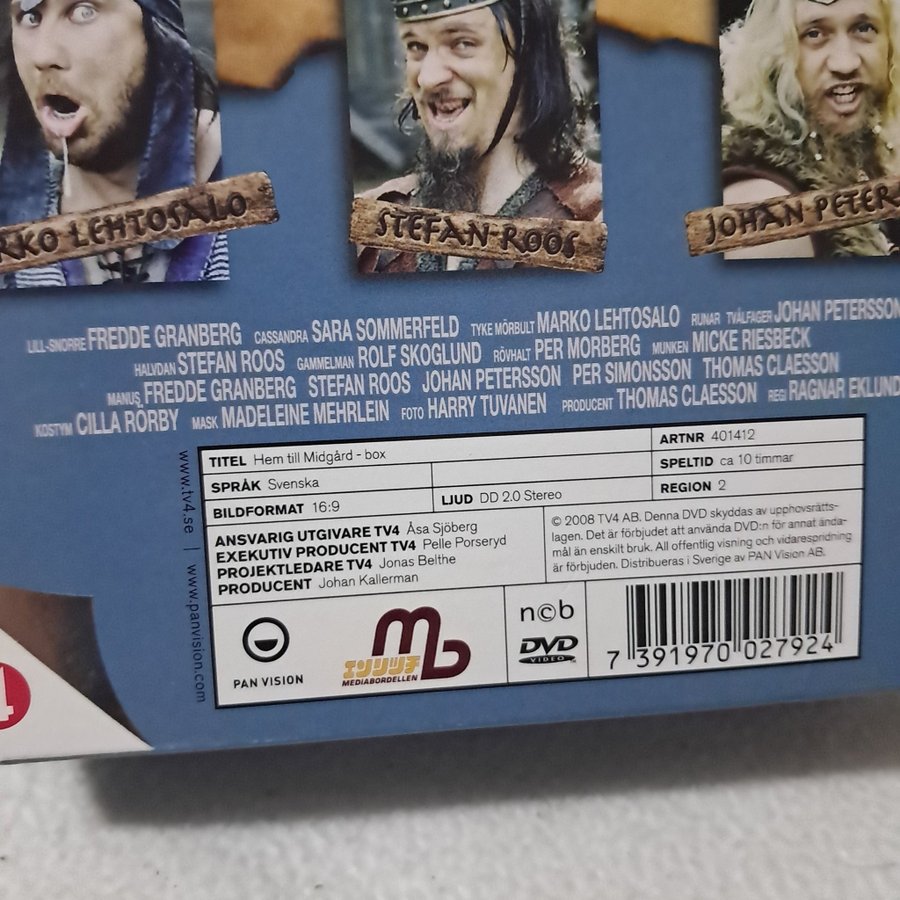 RKO LEHTOSALO
STEFAN ROOS
JOHAN PETER
LILL-SNORRE FREDDE GRANBERG CASSANDRA SARA SOMMERFELD TYKE MÖRBULT MARKO LEHTOSALO RUNAR TVÅLFAGER JOHAN PETERSSON
HALVDAN STEFAN ROOS GAMMELMAN ROLF SKOGLUND RÖVHALT PER MORBERG MUNKEN MICKE RIESBECK
MANUS FREDDE GRANBERG STEFAN ROOS JOHAN PETERSSON PER SIMONSSON THOMAS CLAESSON
KOSTYM CILLA RÖRBY MASK MADELEINE MEHRLEIN FOTO HARRY TUVANEN PRODUCENT THOMAS CLAESSON REGI RAGNAR EKLUND
www.tv4.se | www.panvision.com
TITEL Hem till Midgård - box
ARTNR 401412
SPRÅK Svenska
SPELTID ca 10 timmar
BILDFORMAT 16:9
LJUD DD 2.0 Stereo
REGION 2
ANSVARIG UTGIVARE TV4 Åsa Sjöberg
EXEKUTIV PRODUCENT TV4 Pelle Porseryd
PROJEKTLEDARE TV4 Jonas Belthe
PRODUCENT Johan Kallerman
© 2008 TV4 AB. Denna DVD skyddas av upphovsrätts-
lagen. Det är förbjudet att använda DVD:n för annat ända-
mål än enskilt bruk. All offentlig visning och vidarespridning
är förbjuden. Distribueras i Sverige av PAN Vision AB.
PAN VISION
mb
MEDIABORDELLEN
ncb
DVD
VIDEO
7 391970 027924
4